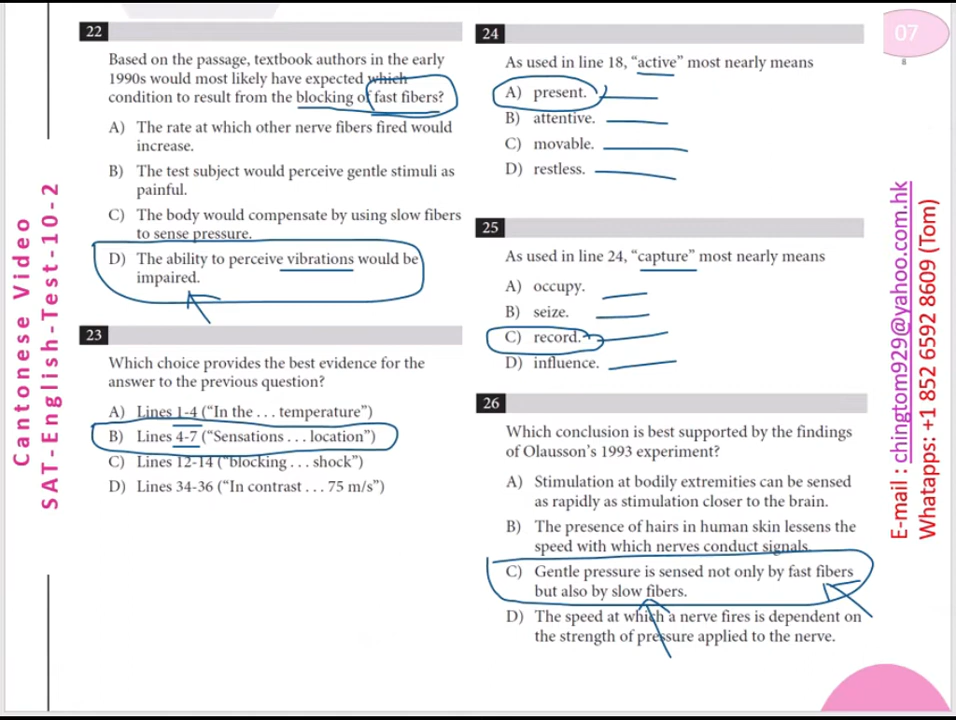 Cantonese Video
SAT-English-Test-10-2
22
Based on the passage, textbook authors in the early
1990s would most likely have expected which
condition to result from the blocking of fast fibers?
A) The rate at which other nerve fibers fired would
increase.
B) The test subject would perceive gentle stimuli as
painful.
C) The body would compensate by using slow fibers
to sense pressure.
D) The ability to perceive vibrations would be
impaired.
23
Which choice provides the best evidence for the
answer to the previous question?
A) Lines 1-4 (“In the . . . temperature”)
B) Lines 4-7 (“Sensations . . . location”)
C) Lines 12-14 (“blocking . . . shock”)
D) Lines 34-36 (“In contrast . . . 75 m/s”)
24
As used in line 18, “active” most nearly means
A) present.
B) attentive.
C) movable.
D) restless.
25
As used in line 24, “capture” most nearly means
A) occupy.
B) seize.
C) record.
D) influence.
26
Which conclusion is best supported by the findings
of Olausson’s 1993 experiment?
A) Stimulation at bodily extremities can be sensed
as rapidly as stimulation closer to the brain.
B) The presence of hairs in human skin lessens the
speed with which nerves conduct signals.
C) Gentle pressure is sensed not only by fast fibers
but also by slow fibers.
D) The speed at which a nerve fires is dependent on
the strength of pressure applied to the nerve.
07
8
E-mail : chingtom929@yahoo.com.hk
Whatapps: +1 852 6592 8609 (Tom)